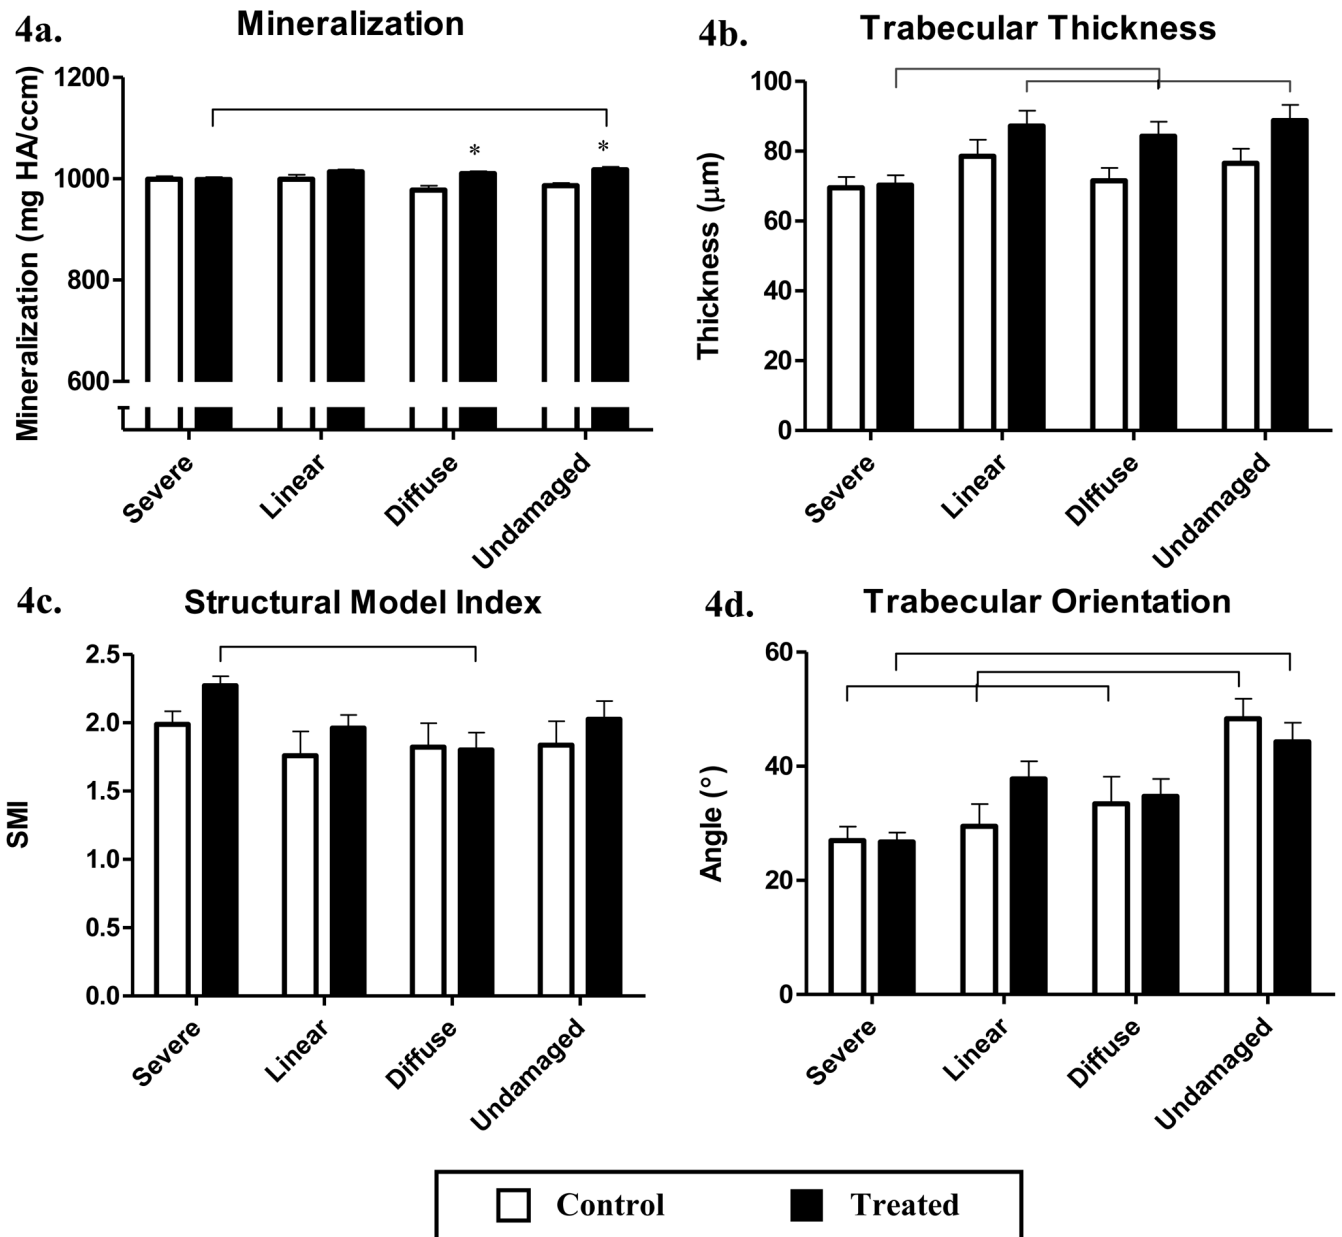 4a.
Mineralization
Mineralization (mg HA/ccm)
1200
1000
800
600
*
*
Severe
Linear
Diffuse
Undamaged
4b.
Trabecular Thickness
Thickness (μm)
100
80
60
40
20
0
Severe
Linear
DIffuse
Undamaged
4c.
Structural Model Index
SMI
2.5
2.0
1.5
1.0
0.5
0.0
Severe
Linear
Diffuse
Undamaged
4d.
Trabecular Orientation
Angle (°)
60
40
20
0
Severe
Linear
Diffuse
Undamaged
Control
Treated